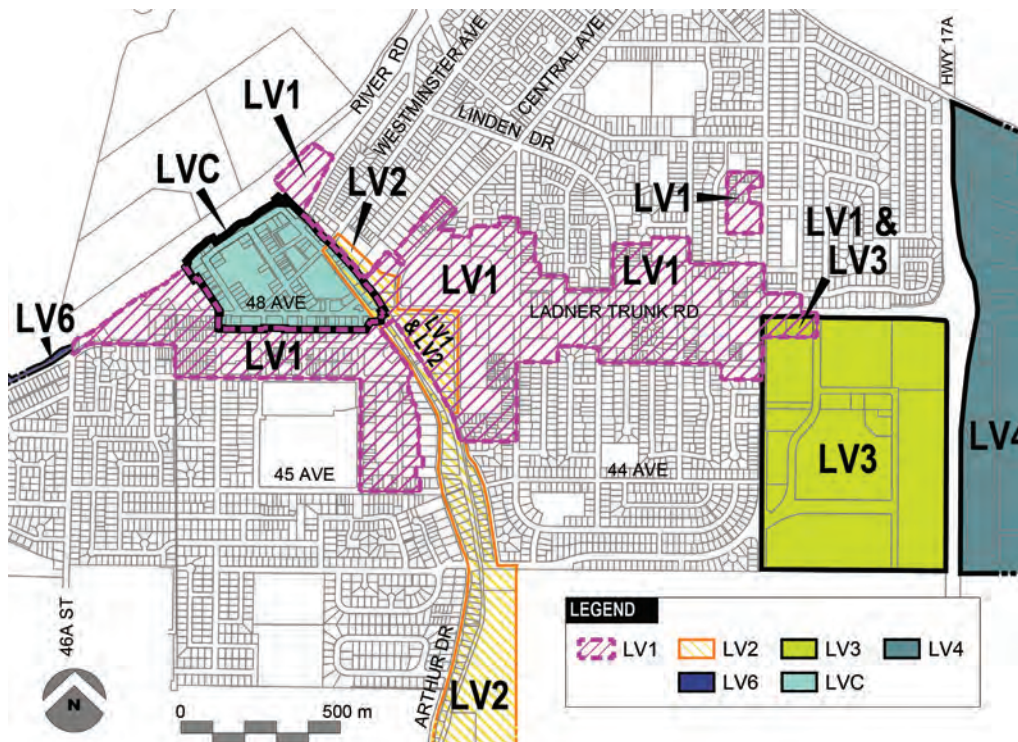 HWY 17A
RIVER RD
WESTMINSTER AVE
CENTRAL AVE
LV1
LINDEN DR
LVC
LV2
LV1
LV1 &
LV3
LV1
LV1
48 AVE
LADNER TRUNK RD
LV6
LV1
& LV2
LV1
LV3
LV4
45 AVE
44 AVE
46A ST
ARTHUR DR
LV2
N
0 500 m
LEGEND
LV1 LV2 LV3 LV4
LV6 LVC